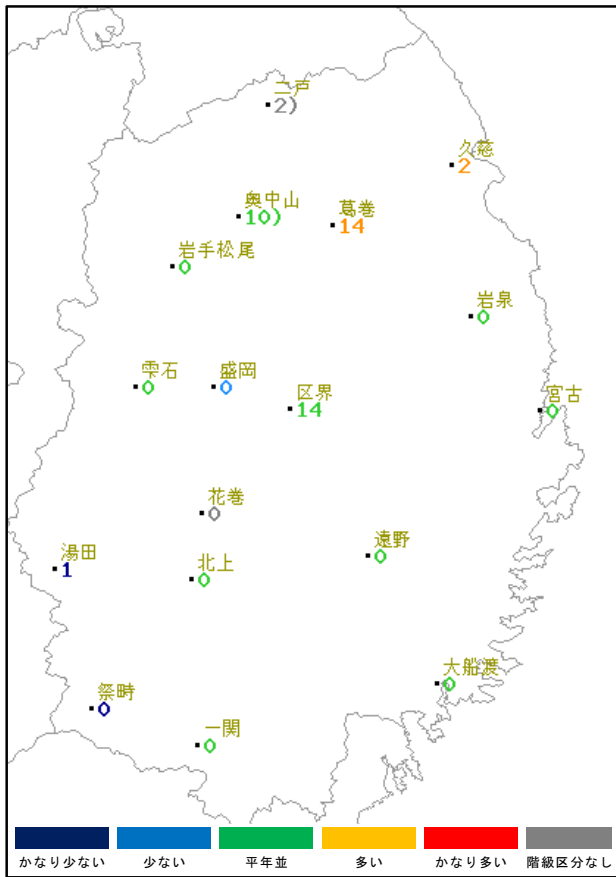 二戸
2)
久慈
2
奥中山
10)
葛巻
14
岩手松尾
0
岩泉
0
雫石
0
盛岡
0
区界
14
宮古
0
花巻
0
湯田
1
北上
0
遠野
0
大船渡
0
祭畤
0
一関
0
かなり少ない 少ない 平年並 多い かなり多い 階級区分なし